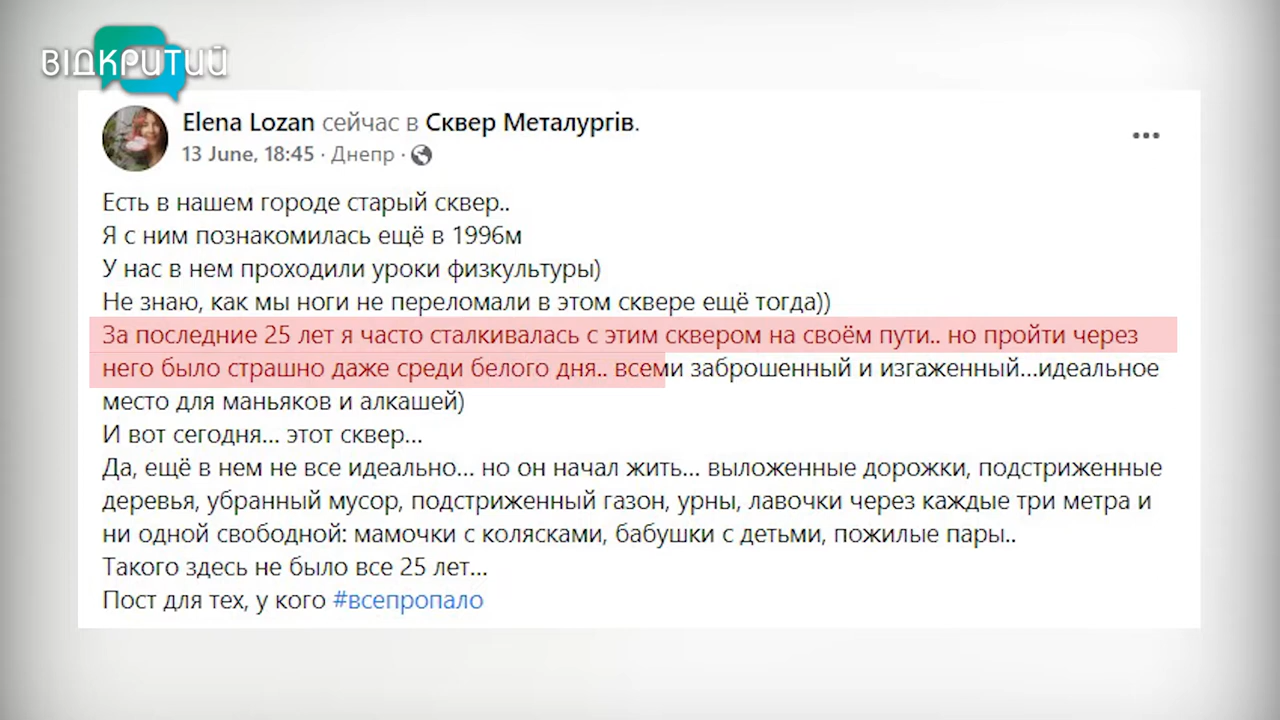 ВІДКРИТИЙ
Elena Lozan сейчас в Сквер Металургів.
13 June, 18:45 · Днепр ·
Есть в нашем городе старый сквер..
Я с ним познакомилась ещё в 1996м
У нас в нем проходили уроки физкультуры)
Не знаю, как мы ноги не переломали в этом сквере ещё тогда))
За последние 25 лет я часто сталкивалась с этим сквером на своём пути.. но пройти через
него было страшно даже среди белого дня.. всеми заброшенный и изгаженный...идеальное
место для маньяков и алкашей)
И вот сегодня... этот сквер...
Да, ещё в нем не все идеально... но он начал жить... выложенные дорожки, подстриженные
деревья, убранный мусор, подстриженный газон, урны, лавочки через каждые три метра и
ни одной свободной: мамочки с колясками, бабушки с детьми, пожилые пары..
Такого здесь не было все 25 лет...
Пост для тех, у кого #всепропало